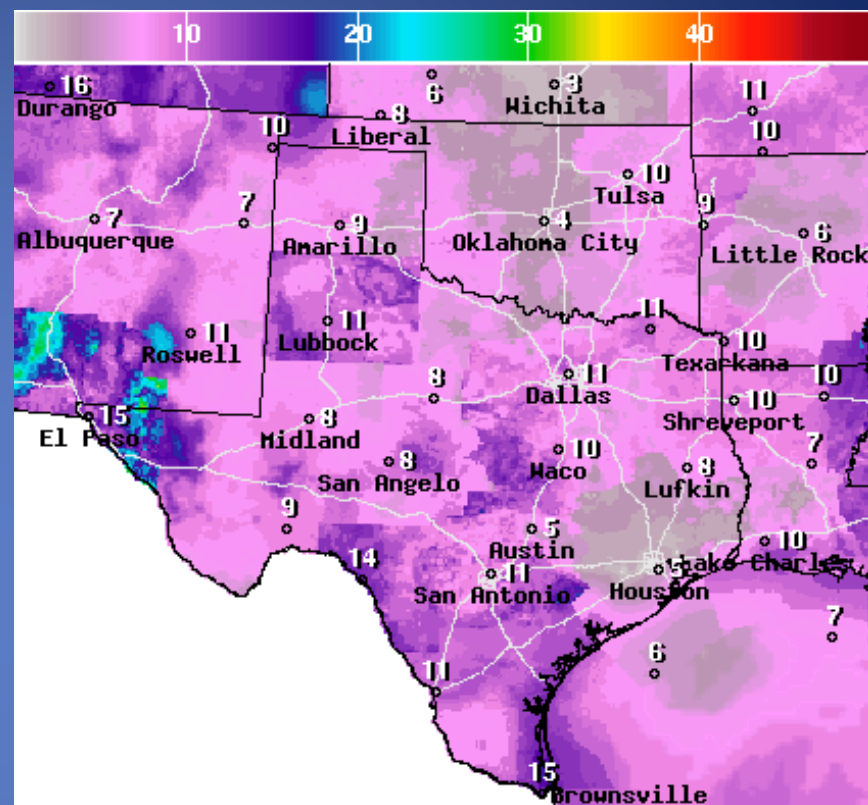 10 20 30 40
16 6 3 11
Durango Wichita
10 8 10
Liberal
10
Tulsa
7 7 9 4 9 6
Albuquerque Amarillo Oklahoma City Little Rock
11 11 11 10
Roswell Lubbock Texarkana
8 11 10 10
Dallas Shreveport
15 8
El Paso Midland
8 10 8 7
San Angelo Waco Lufkin
9 5 10
Austin
14 11 5 Lake Charles
San Antonio Houston
11 6 7
15
Brownsville